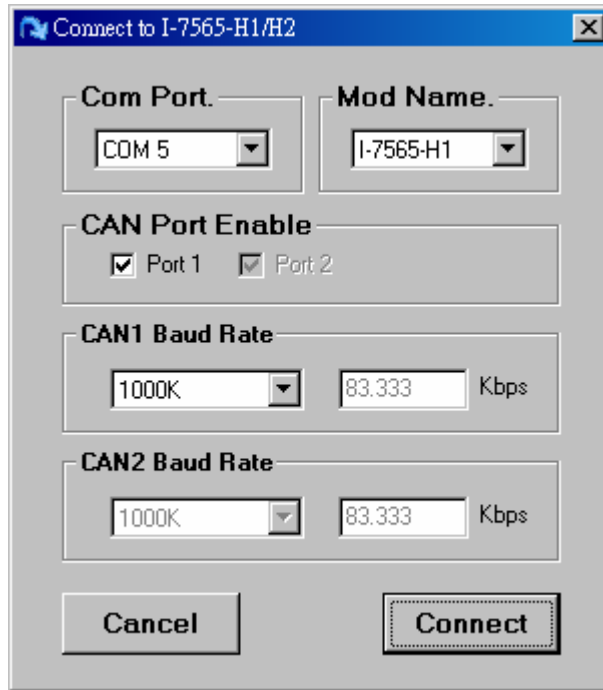 Connect to I-7565-H1/H2
Com Port. Mod Name.
COM 5 I-7565-H1
CAN Port Enable
Port 1 Port 2
CAN1 Baud Rate
1000K 83.333 Kbps
CAN2 Baud Rate
1000K 83.333 Kbps
Cancel Connect